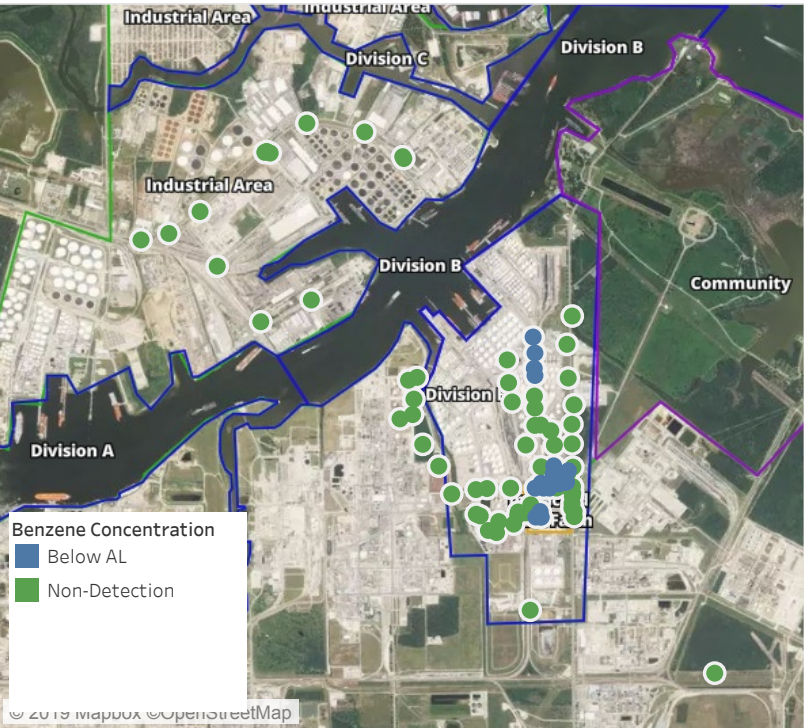 Industrial Area
Industrial Area
Division C
Division B
Industrial Area
Division B
Community
Division
Division A
Benzene Concentration
Below AL
Non-Detection
© 2019 Mapbox ©OpenStreetMap